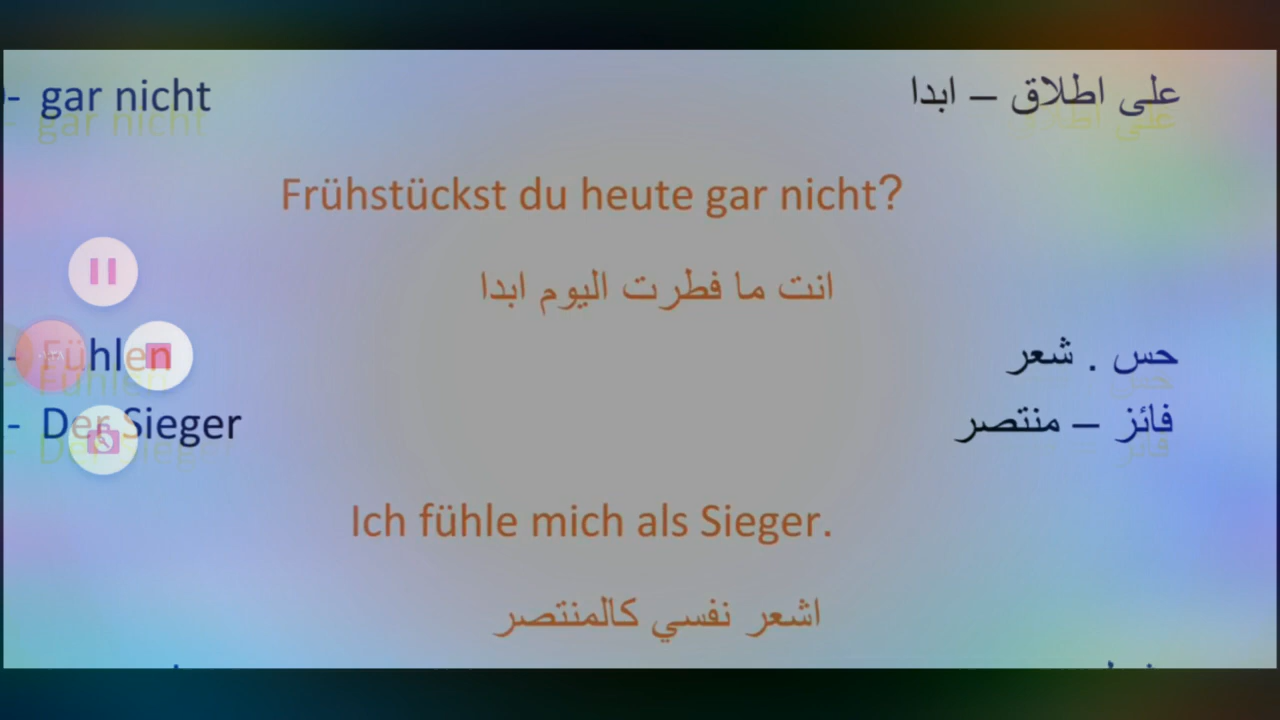 - gar nicht على اطلاق – ابدا
Frühstückst du heute gar nicht?
انت ما فطرت اليوم ابدا
- Fühlen حس . شعر
- Der Sieger فائز – منتصر
Ich fühle mich als Sieger.
اشعر نفسي كالمنتصر